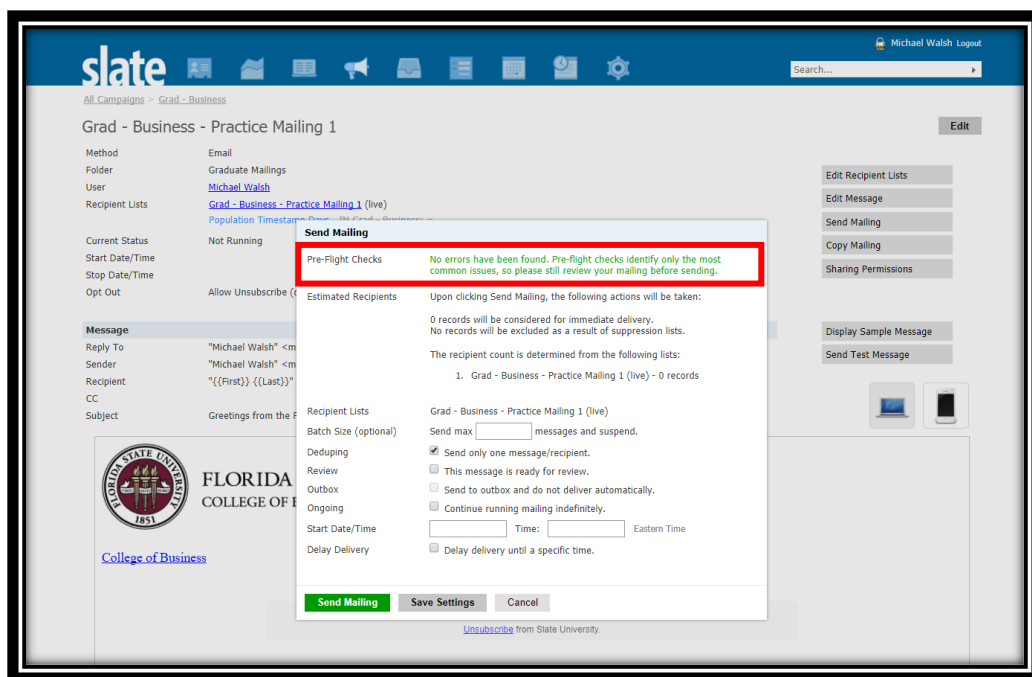 Michael Walsh Logout
slate
Search...
All Campaigns > Grad - Business
Grad - Business - Practice Mailing 1
Edit
Method Email
Folder Graduate Mailings
User Michael Walsh
Recipient Lists Grad - Business - Practice Mailing 1 (live)
Population Timestamp Days IN Grad - Business:
Current Status Not Running
Start Date/Time
Stop Date/Time
Opt Out Allow Unsubscribe
Edit Recipient Lists
Edit Message
Send Mailing
Copy Mailing
Sharing Permissions
Message
Reply To "Michael Walsh" <m
Sender "Michael Walsh" <m
Recipient "{{First}} {{Last}}"
CC
Subject Greetings from the
Display Sample Message
Send Test Message
Send Mailing
Pre-Flight Checks No errors have been found. Pre-flight checks identify only the most
common issues, so please still review your mailing before sending.
Estimated Recipients Upon clicking Send Mailing, the following actions will be taken:
0 records will be considered for immediate delivery.
No records will be excluded as a result of suppression lists.
The recipient count is determined from the following lists:
1. Grad - Business - Practice Mailing 1 (live) - 0 records
Recipient Lists Grad - Business - Practice Mailing 1 (live)
Batch Size (optional) Send max messages and suspend.
Deduping Send only one message/recipient.
Review This message is ready for review.
Outbox Send to outbox and do not deliver automatically.
Ongoing Continue running mailing indefinitely.
Start Date/Time Time: Eastern Time
Delay Delivery Delay delivery until a specific time.
Send Mailing Save Settings Cancel
FLORIDA STATE UNIVERSITY
1851
FLORIDA
COLLEGE OF
College of Business
Unsubscribe from Slate University.